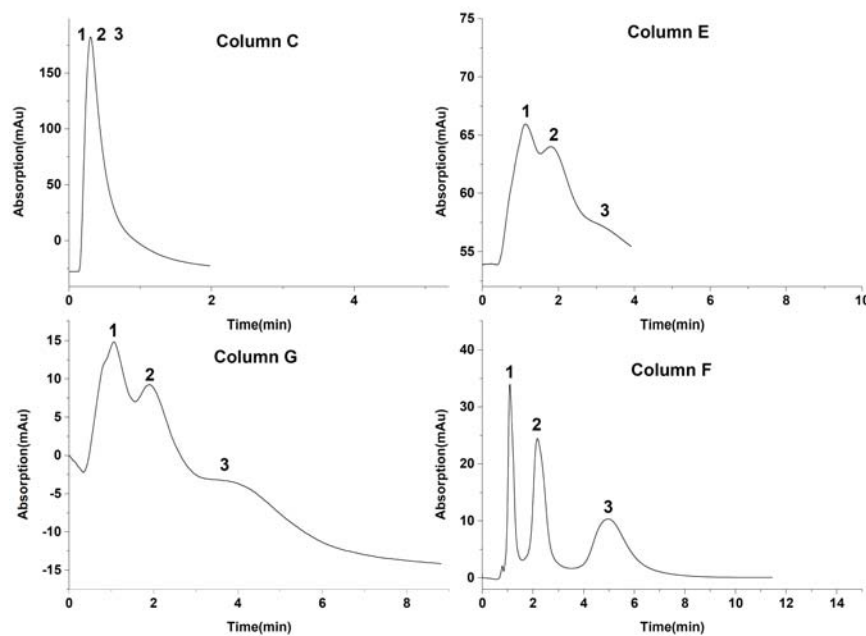 Column C
1 2 3
150
100
50
0
Absorption(mAu)
0 2 4
Time(min)
Column E
1
2
3
75
70
65
60
55
Absorption(mAu)
0 2 4 6 8 10
Time(min)
Column G
1
2
3
15
10
5
0
-5
-10
-15
Absorption(mAu)
0 2 4 6 8
Time(min)
Column F
1
2
3
40
30
20
10
0
Absorption(mAu)
0 2 4 6 8 10 12 14
Time(min)